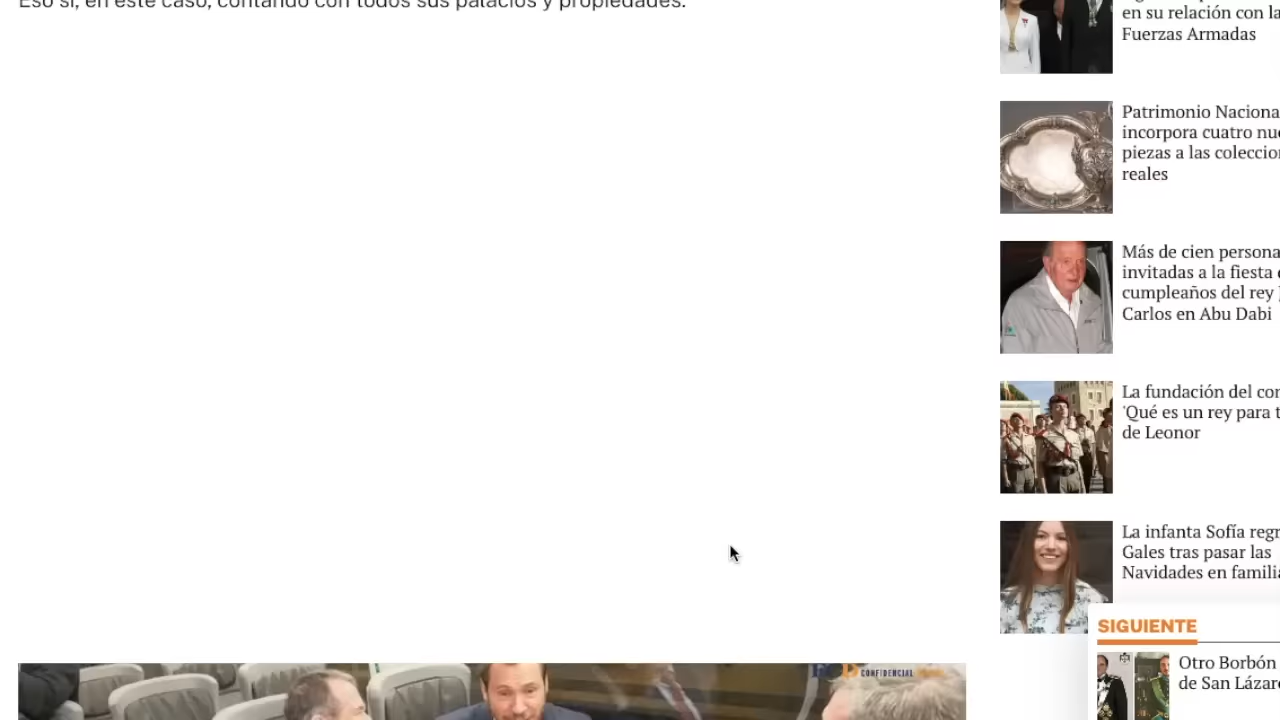 Eso sí, en este caso, contando con todos sus palacios y propiedades.
en su relación con la
Fuerzas Armadas
Patrimonio Naciona
incorpora cuatro nu
piezas a las coleccio
reales
Más de cien persona
invitadas a la fiesta
cumpleaños del rey
Carlos en Abu Dabi
La fundación del co
'Qué es un rey para t
de Leonor
La infanta Sofía regr
Gales tras pasar las
Navidades en famili
SIGUIENTE
Otro Borbón
de San Lázar
CONFIDENCIAL